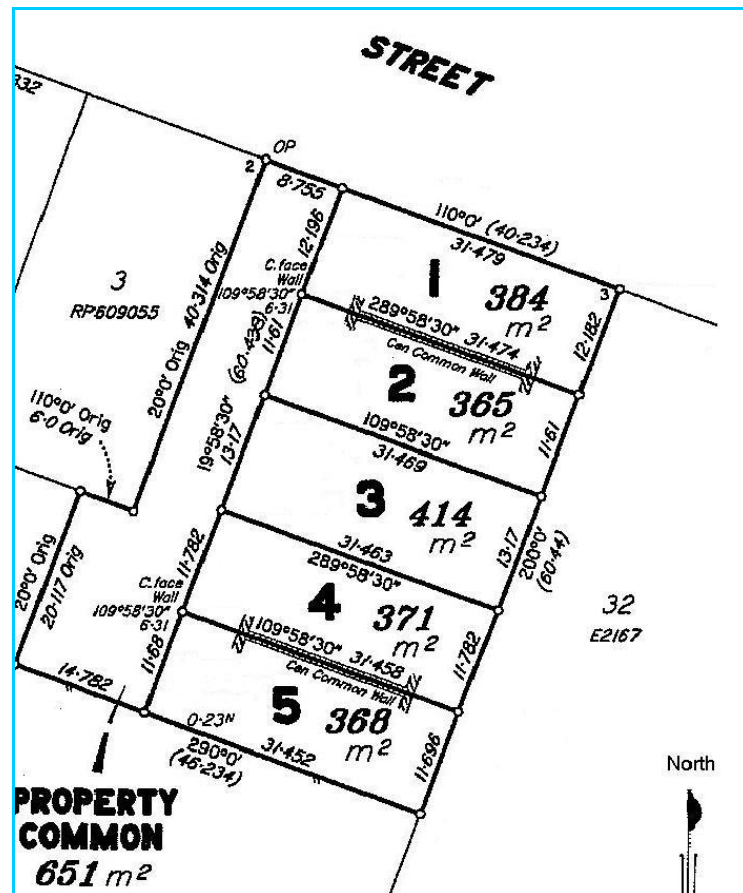 STREET
332
OP
2
8·755
110°0' (40·234)
31·479
12·196
1 384
m²
3
12·182
3
RP609055
20°0' Orig 40·314 Orig
C.face
Wall
109°58'30"
6·31
289°58'30"
31·474
Cen Common Wall
11·61
(60·438)
2 365
m²
11·61
110°0' Orig
6·0 Orig
19°58'30"
13·17
109°58'30"
31·469
3 414
m²
13·17
200°0'
(60·44)
20°0' Orig
20·117 Orig
11·782
31·463
289°58'30"
4 371
m²
11·782
32
E2167
C.face
Wall
109°58'30"
6·31
109°58'30"
31·458
Cen Common Wall
11·68
5 368
m²
11·696
14·782
0·23N
290°0'
(46·234)
31·452
PROPERTY
COMMON
651 m²
North